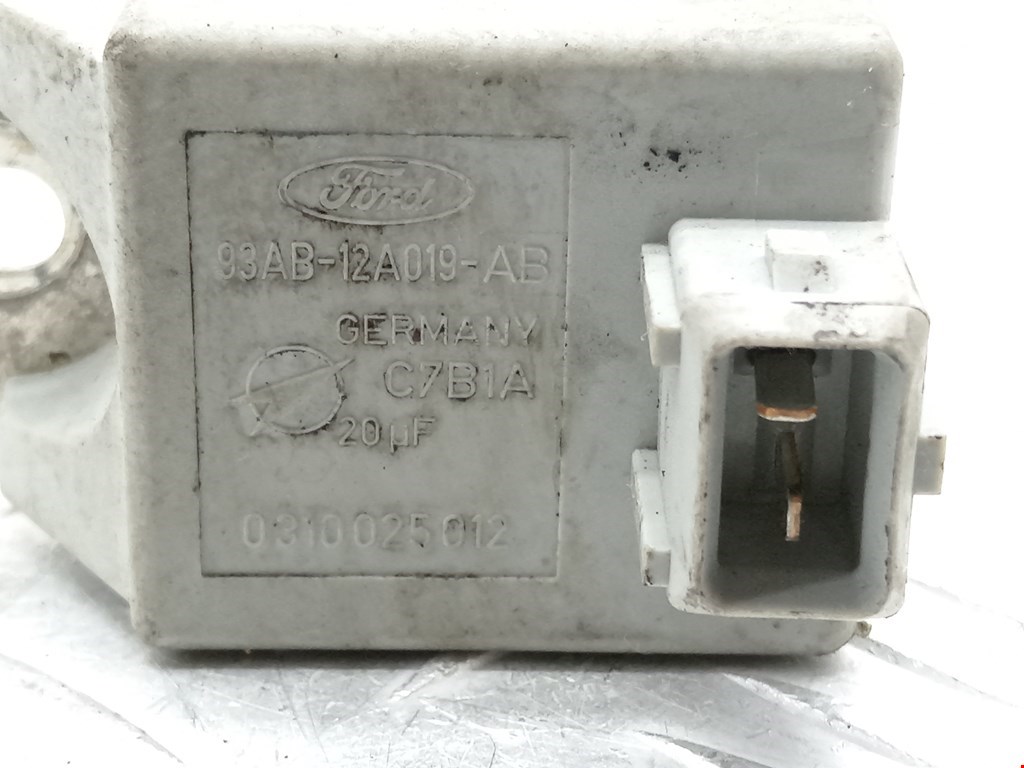 Ford
93AB-12A019-AB
GERMANY
C7B1A
20µF
0310025012